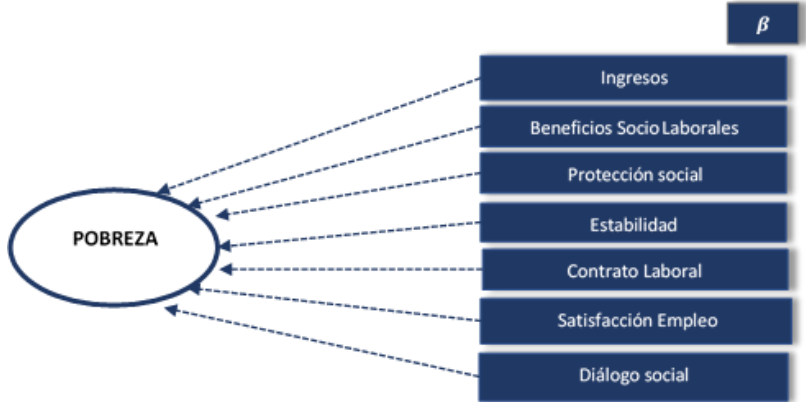 β
Ingresos
Beneficios Socio Laborales
Protección social
POBREZA
Estabilidad
Contrato Laboral
Satisfacción Empleo
Diálogo social